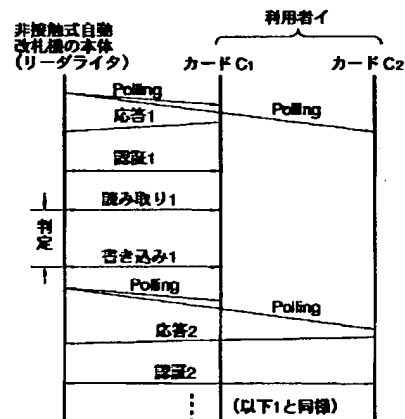 利用者イ
非接触式自動
改札機の本体
(リーダライタ)
カードC1
カードC2
Polling
Polling
応答1
認証1
読み取り1
判定
書き込み1
Polling
Polling
応答2
認証2
(以下1と同様)